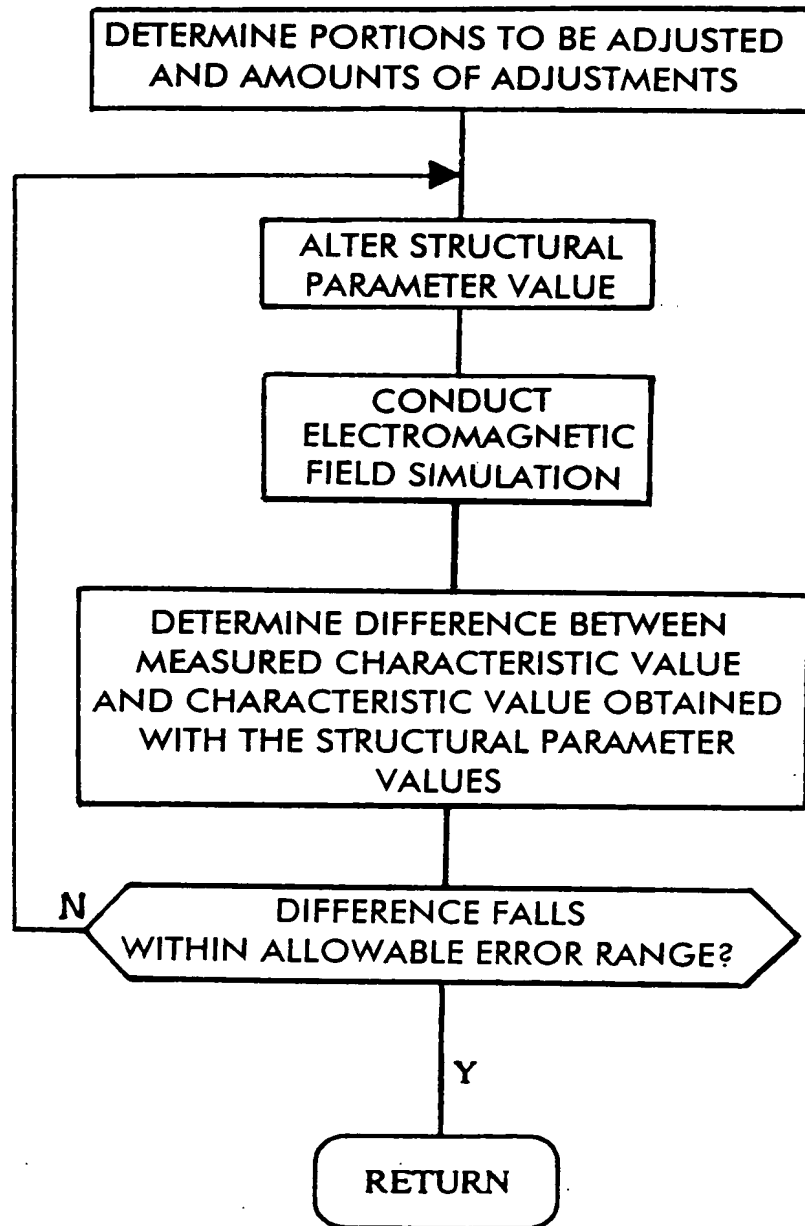 DETERMINE PORTIONS TO BE ADJUSTED
AND AMOUNTS OF ADJUSTMENTS
ALTER STRUCTURAL
PARAMETER VALUE
CONDUCT
ELECTROMAGNETIC
FIELD SIMULATION
DETERMINE DIFFERENCE BETWEEN
MEASURED CHARACTERISTIC VALUE
AND CHARACTERISTIC VALUE OBTAINED
WITH THE STRUCTURAL PARAMETER
VALUES
N
DIFFERENCE FALLS
WITHIN ALLOWABLE ERROR RANGE?
Y
RETURN